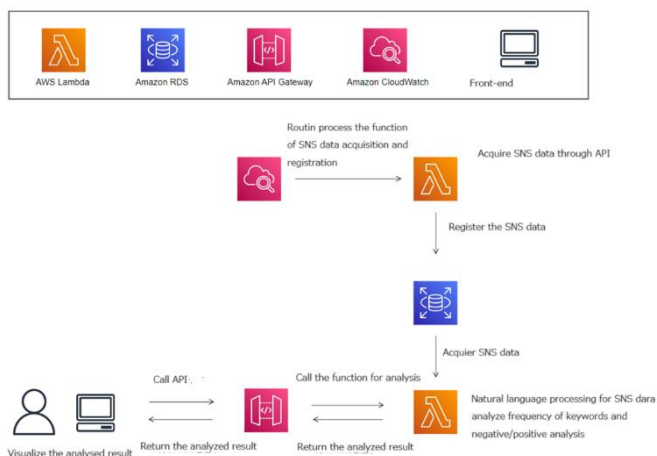 AWS Lambda
Amazon RDS
Amazon API Gateway
Amazon CloudWatch
Front-end
Routin process the function
of SNS data acquisition and
registration
Acquire SNS data through API
Register the SNS data
Acquier SNS data
Call API
Call the function for analysis
Natural language processing for SNS dara
analyze frequency of keywords and
negative/positive analysis
Return the analyzed result
Return the analyzed result
Visualize the analysed result